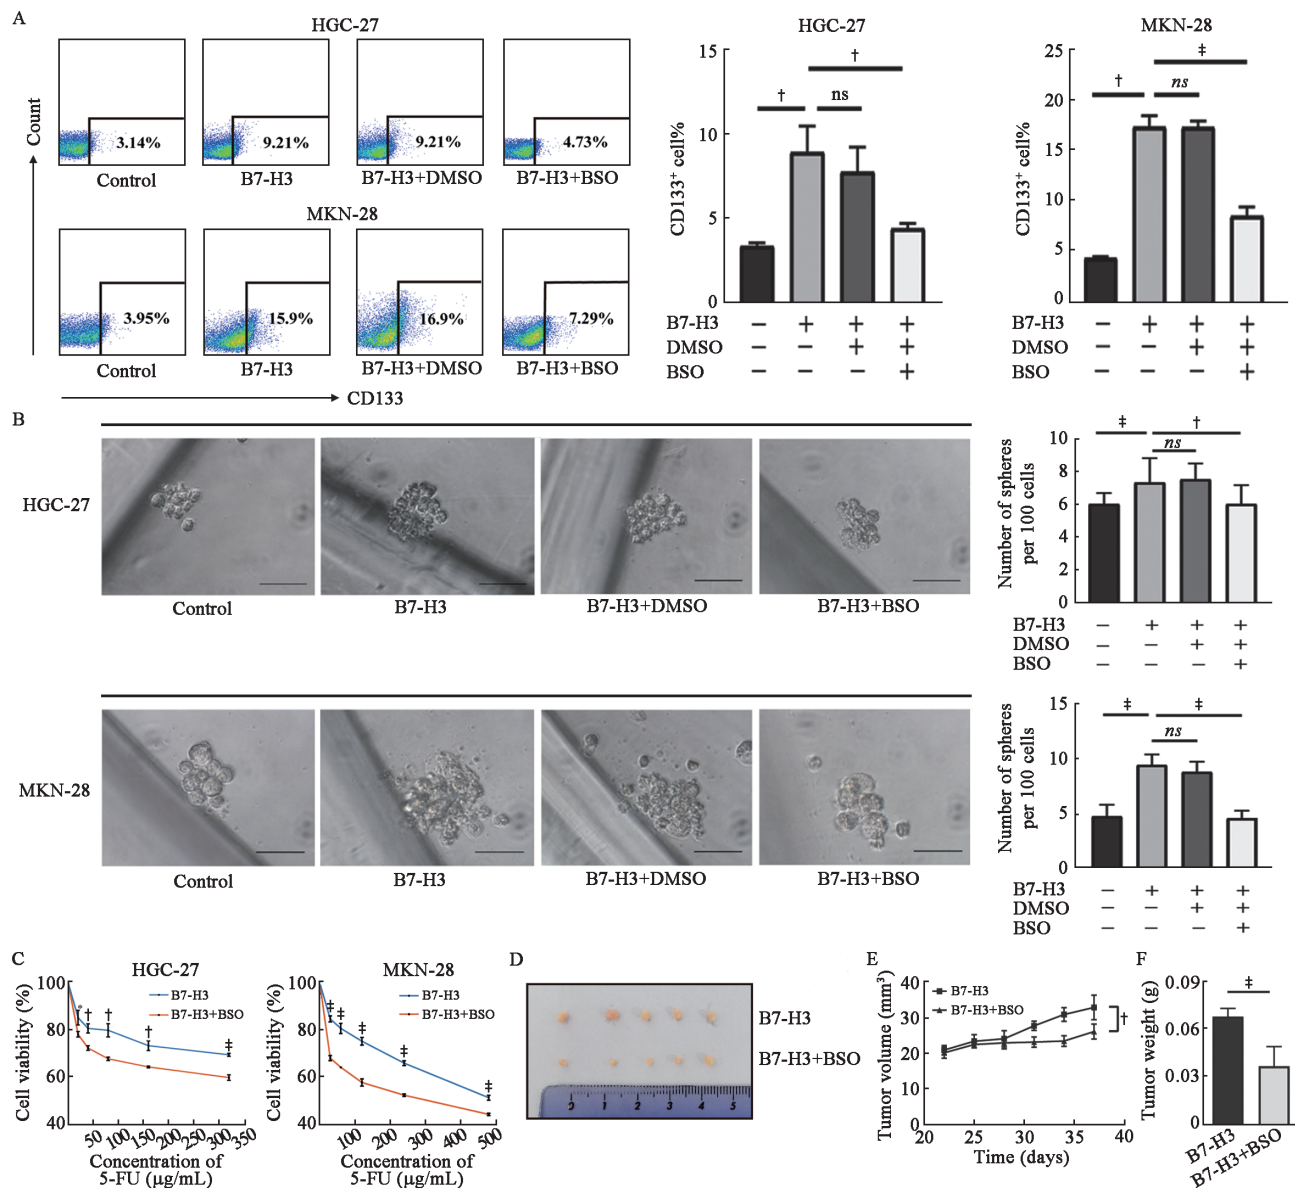 A
HGC-27
Count
3.14%
9.21%
9.21%
4.73%
Control
B7-H3
B7-H3+DMSO
B7-H3+BSO
MKN-28
3.95%
15.9%
16.9%
7.29%
Control
B7-H3
B7-H3+DMSO
B7-H3+BSO
CD133
HGC-27
CD133+ cell%
15
10
5
0
†
†
ns
B7-H3 − + + +
DMSO − − + +
BSO − − − +
MKN-28
CD133+ cell%
25
20
15
10
5
0
†
‡
ns
B7-H3 − + + +
DMSO − − + +
BSO − − − +
B
HGC-27
Control
B7-H3
B7-H3+DMSO
B7-H3+BSO
Number of spheres
per 100 cells
10
8
6
4
2
0
‡
†
ns
B7-H3 − + + +
DMSO − − + +
BSO − − − +
MKN-28
Control
B7-H3
B7-H3+DMSO
B7-H3+BSO
Number of spheres
per 100 cells
15
10
5
0
‡
‡
ns
B7-H3 − + + +
DMSO − − + +
BSO − − − +
C
HGC-27
Cell viability (%)
100
80
60
40
B7-H3
B7-H3+BSO
*
†
†
†
‡
50 100 150 200 250 300 350
Concentration of
5-FU (μg/mL)
MKN-28
Cell viability (%)
100
80
60
40
B7-H3
B7-H3+BSO
‡
‡
‡
‡
‡
100 200 300 400 500
Concentration of
5-FU (μg/mL)
D
B7-H3
B7-H3+BSO
0 1 2 3 4 5
E
Tumor volume (mm³)
40
30
20
10
0
B7-H3
B7-H3+BSO
†
20 25 30 35 40
Time (days)
F
Tumor weight (g)
0.09
0.06
0.03
0
‡
B7-H3
B7-H3+BSO